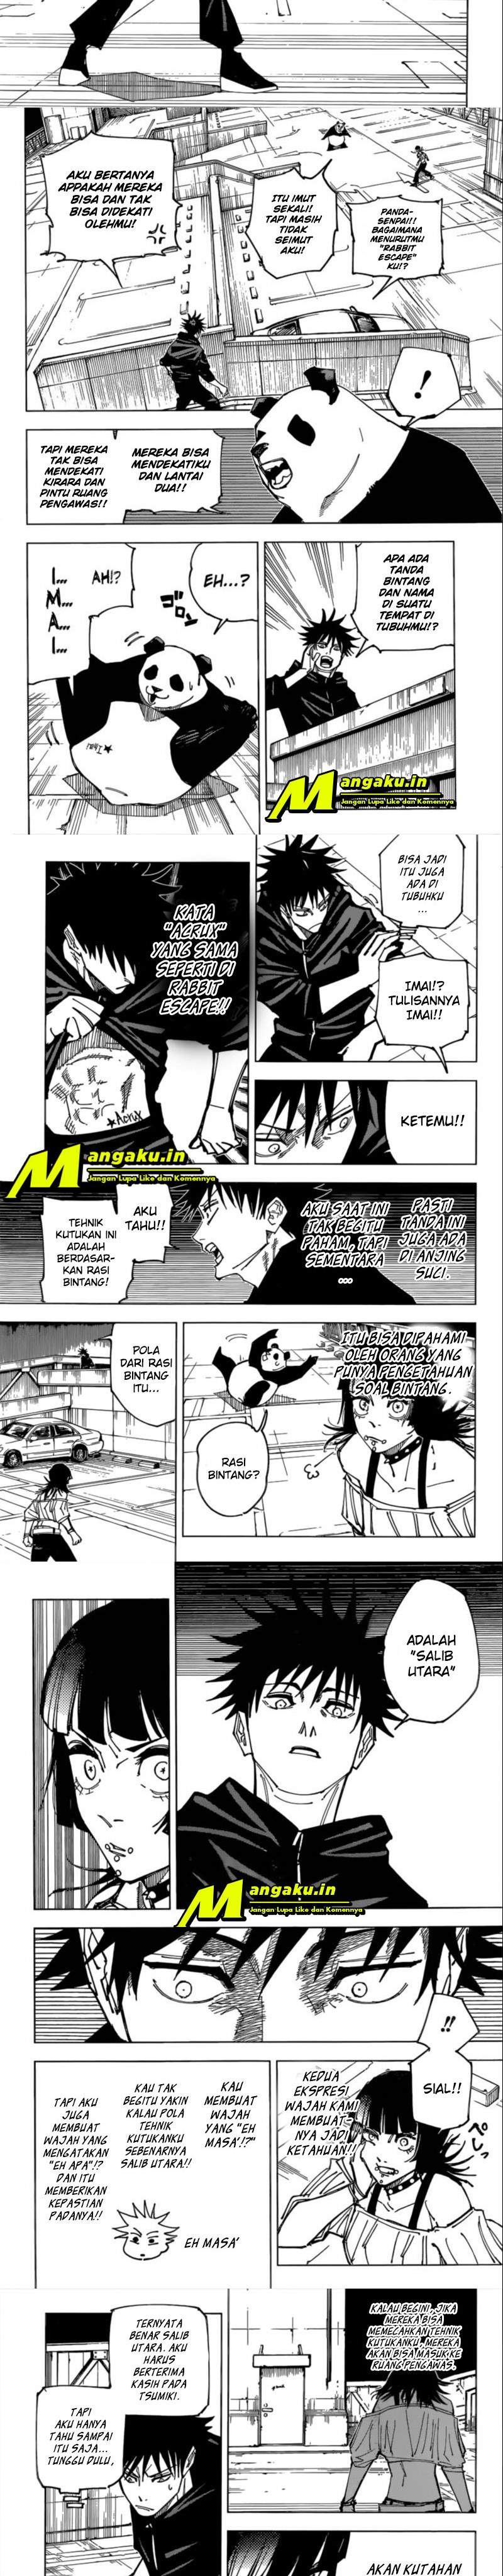 PANDA-
SENPAI!!
BAGAIMANA
MENURUTMU
"RABBIT
ESCAPE"
KU!?
ITU IMUT
SEKALI!
TAPI MASIH
TIDAK
SEIMUT
AKU!
AKU BERTANYA
APPAKAH MEREKA
BISA DAN TAK
BISA DIDEKATI
OLEHMU!
!
MEREKA BISA
MENDEKATIKU
DAN LANTAI
DUA!!
TAPI MEREKA
TAK BISA
MENDEKATI
KIRARA DAN
PINTU RUANG
PENGAWAS!!
APA ADA
TANDA
BINTANG
DAN NAMA
DI SUATU
TEMPAT DI
TUBUHMU!?
EH...?
ゴロン
AH!?
I...
M...
A...
I...
Imai
Mangaku.in
Jangan Lupa Like dan Komennya
BISA JADI
ITU JUGA
ADA DI
TUBUHKU
...
IMAI!?
TULISANNYA
IMAI!!
KATA
"ACRUX"
YANG SAMA
SEPERTI DI
RABBIT
ESCAPE!!
Acrux
KETEMU!!
Mangaku.in
Jangan Lupa Like dan Komennya
PASTI
TANDA INI
JUGA ADA
DI ANJING
SUCI.
AKU SAAT INI
TAK BEGITU
PAHAM, TAPI
SEMENTARA
...
AKU
TAHU!!
TEHNIK
KUTUKAN INI
ADALAH
BERDASAR-
KAN RASI
BINTANG!
ITU BISA DIPAHAMI
OLEH ORANG YANG
PUNYA PENGETAHUAN
SOAL BINTANG.
RASI
BINTANG?
POLA
DARI RASI
BINTANG
ITU...
ADALAH
"SALIB
UTARA"
Mangaku.in
Jangan Lupa Like dan Komennya
!!
SIAL!!
ぺしっ
KEDUA
EKSPRESI
WAJAH KAMI
MEMBUAT-
NYA JADI
KETAHUAN!!
KAU
MEMBUAT
WAJAH
YANG "EH
MASA'!?"
KAU TAK
BEGITU YAKIN
KALAU POLA
TEHNIK
KUTUKANKU
SEBENARNYA
SALIB UTARA!!
TAPI AKU
JUGA
MEMBUAT
WAJAH YANG
MENGATAKAN
"EH APA"!?
DAN ITU
MEMBERIKAN
KEPASTIAN
PADANYA!!
EH MASA'
KALAU BEGINI, JIKA
MEREKA BISA
MEMECAHKAN TEHNIK
KUTUKANKU, MEREKA
AKAN BISA MASUK KE
RUANG PENGAWAS.
TERNYATA
BENAR SALIB
UTARA. AKU
HARUS
BERTERIMA
KASIH PADA
TSUMIKI.
TAPI
AKU HANYA
TAHU SAMPAI
ITU SAJA...
TUNGGU DULU,
AKAN KUTAHAN